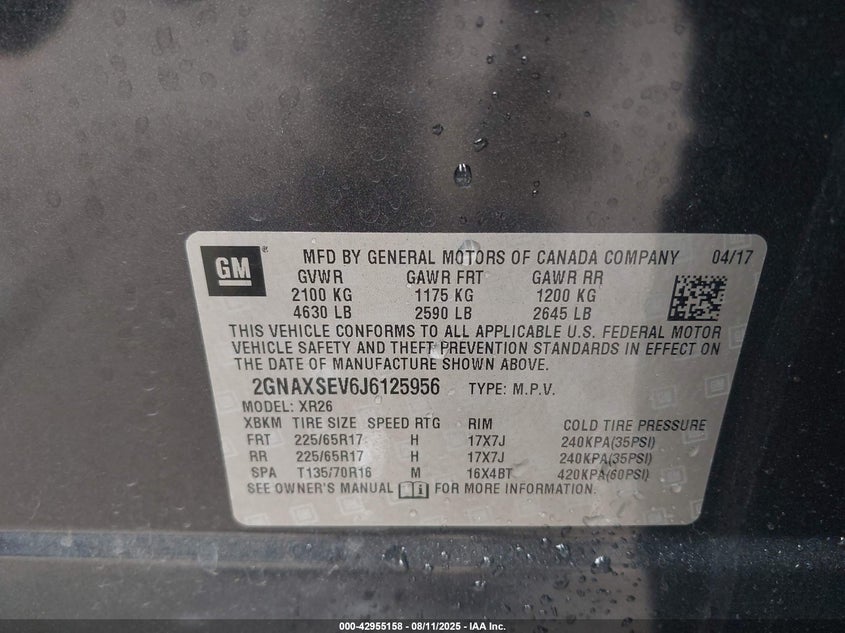 GM ®
MFD BY GENERAL MOTORS OF CANADA COMPANY 04/17
GVWR GAWR FRT GAWR RR
2100 KG 1175 KG 1200 KG
4630 LB 2590 LB 2645 LB
THIS VEHICLE CONFORMS TO ALL APPLICABLE U.S. FEDERAL MOTOR
VEHICLE SAFETY AND THEFT PREVENTION STANDARDS IN EFFECT ON
THE DATE OF MANUFACTURE SHOWN ABOVE.
2GNAXSEV6J6125956 TYPE: M.P.V.
MODEL: XR26
XBKM TIRE SIZE SPEED RTG RIM COLD TIRE PRESSURE
FRT 225/65R17 H 17X7J 240KPA(35PSI)
RR 225/65R17 H 17X7J 240KPA(35PSI)
SPA T135/70R16 M 16X4BT 420KPA(60PSI)
SEE OWNER'S MANUAL FOR MORE INFORMATION.
000-42955158 - 08/11/2025 - IAA Inc.